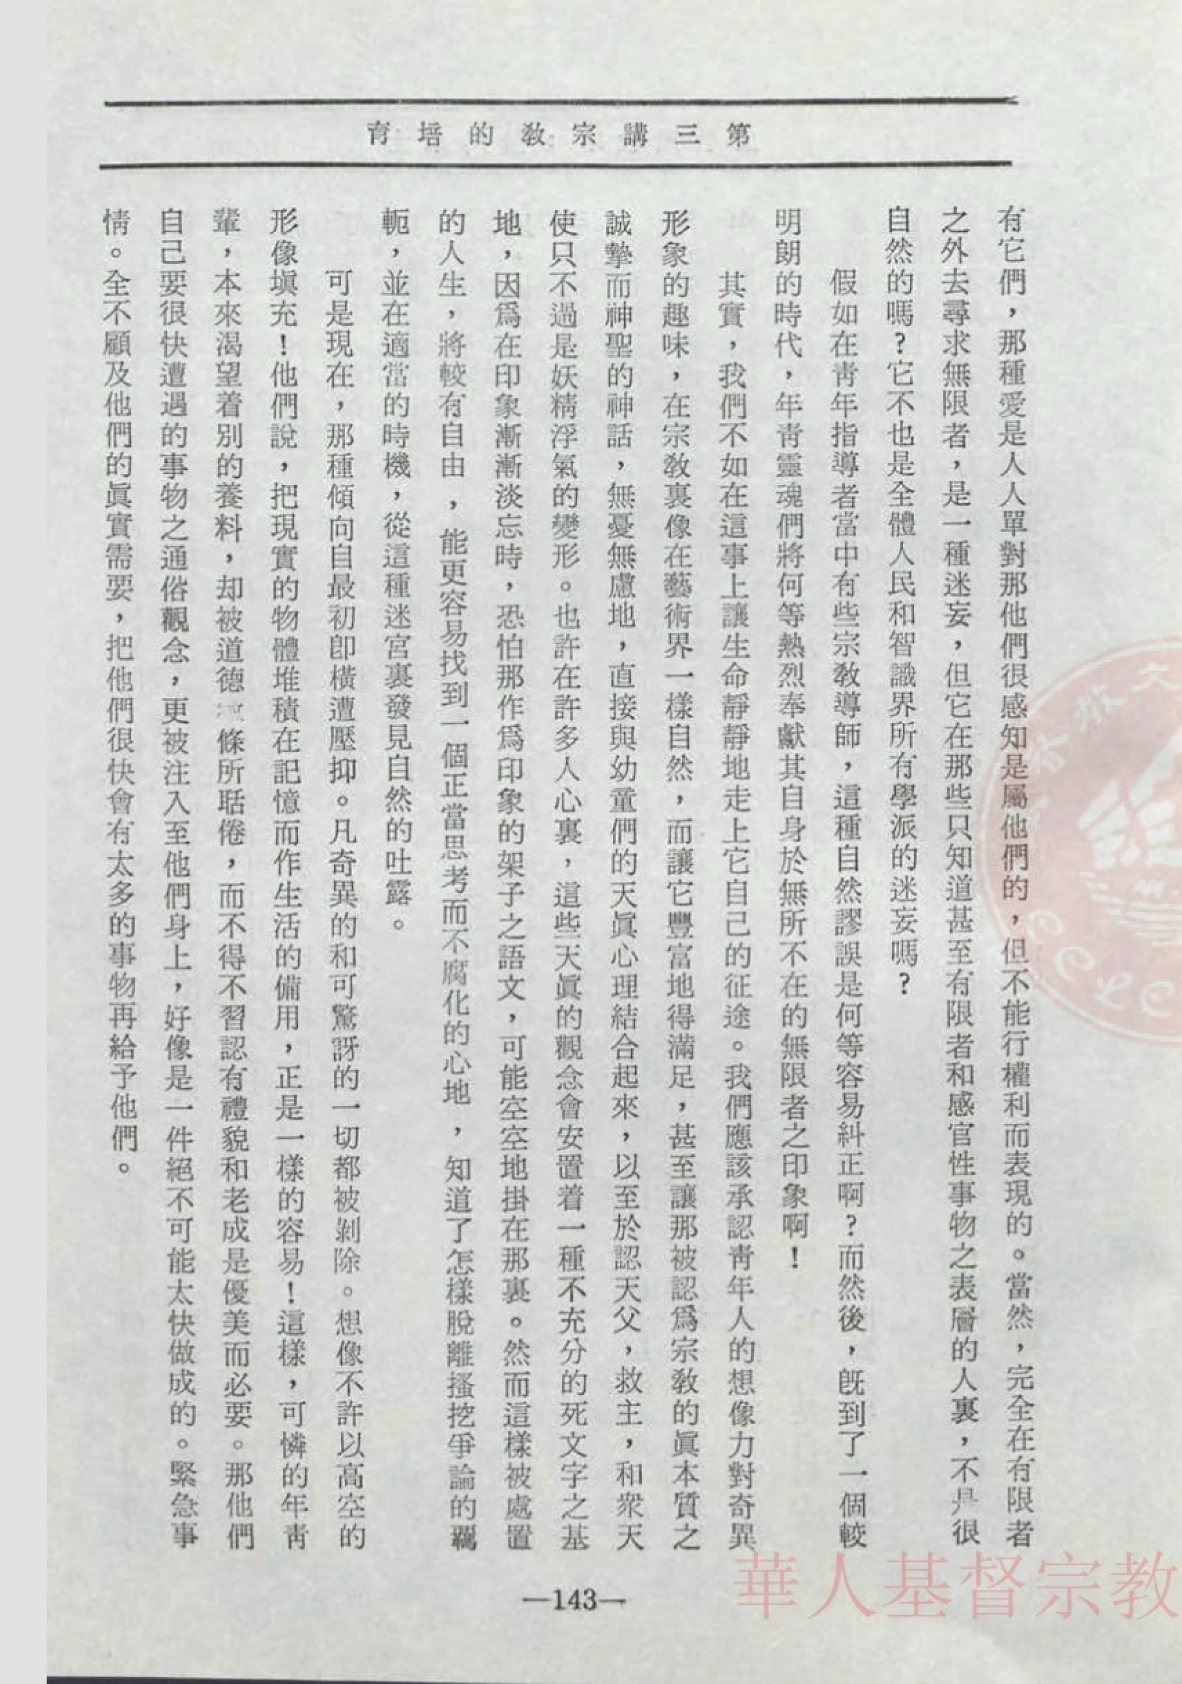 第三講宗教的培育
有它們，那種愛是人人單對那他們很感知是屬他們的，但不能行權利而表現的。當然，完全在有限者
之外去尋求無限者，是一種迷妄，但它在那些只知道甚至有限者和感官性事物之表層的人裏，不是很
自然的嗎？它不也是全體人民和智識界所有學派的迷妄嗎？
假如在靑年指導者當中有些宗敎導師，這種自然謬誤是何等容易糾正啊？而然後，旣到了一個較
明朗的時代，年靑靈魂們將何等熱烈奉獻其自身於無所不在的無限者之印象啊！
其實，我們不如在這事上讓生命靜靜地走上它自己的征途。我們應該承認靑年人的想像力對奇異
形象的趣味，在宗敎裏像在藝術界一樣自然，而讓它豐富地得滿足，甚至讓那被認爲宗敎的眞本質之
誠摯而神聖的神話，無憂無慮地，直接與幼童們的天眞心理結合起來，以至於認天父，救主，和衆天
使只不過是妖精浮氣的變形。也許在許多人心裏，這些天眞的觀念會安置着一種不充分的死文字之基
地，因爲在印象漸漸淡忘時，恐怕那作爲印象的架子之語文，可能空空地掛在那裏。然而這樣被處置
的人生，將較有自由，能更容易找到一個正當思考而不腐化的心地，知道了怎樣脫離搔挖爭論的羈
軛，並在適當的時機，從這種迷宮裏發見自然的吐露。
可是現在，那種傾向自最初卽橫遭壓抑。凡奇異的和可驚訝的一切都被剝除。想像不許以高空的
形像塡充！他們說，把現實的物體堆積在記憶而作生活的備用，正是一樣的容易！這樣，可憐的年靑
輩，本來渴望着別的養料，却被道德條所聒倦，而不得不習認有禮貌和老成是優美而必要。那他們
自己要很快遭遇的事物之通俗觀念，更被注入至他們身上，好像是一件絕不可能太快做成的。緊急事
情。全不顧及他們的眞實需要，把他們很快會有太多的事物再給予他們。
—143—
華人基督宗教